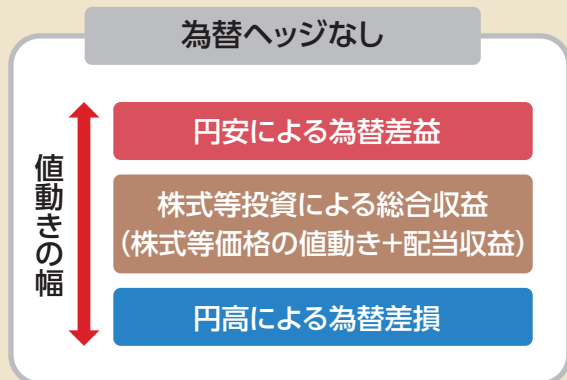 為替ヘッジなし
値動きの幅
円安による為替差益
株式等投資による総合収益
(株式等価格の値動き+配当収益)
円高による為替差損